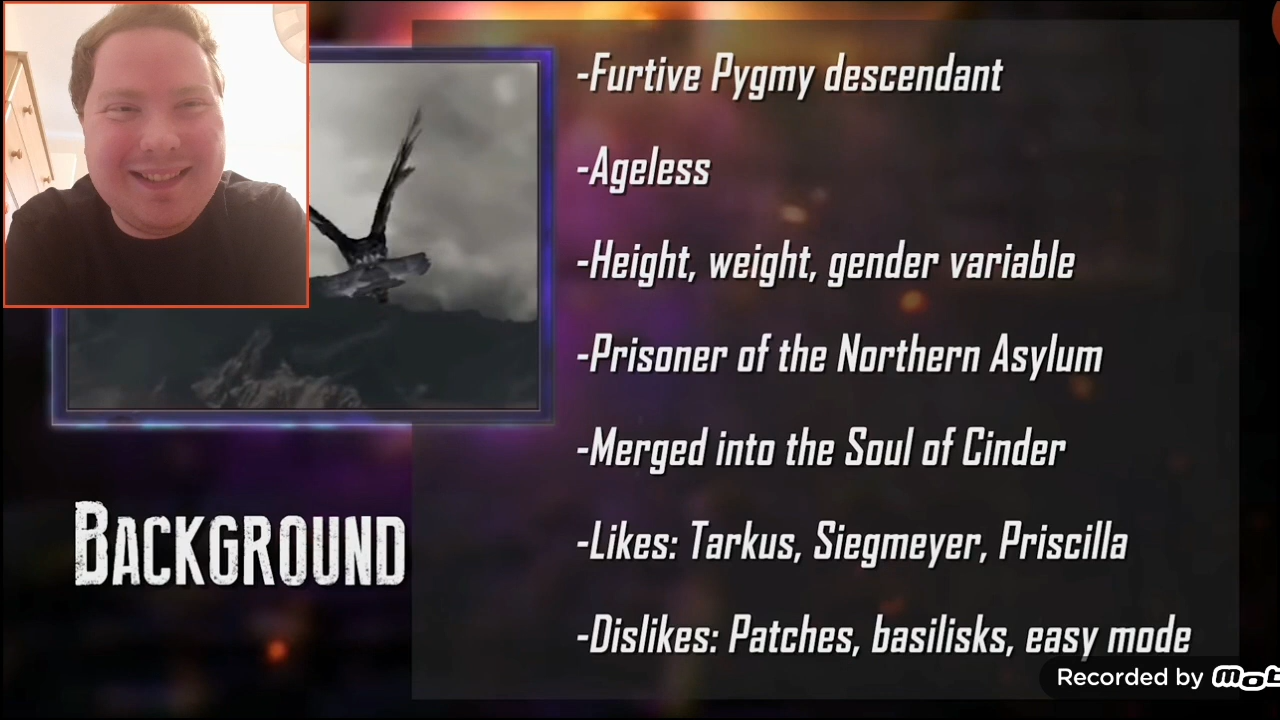 -Furtive Pygmy descendant
-Ageless
-Height, weight, gender variable
-Prisoner of the Northern Asylum
-Merged into the Soul of Cinder
-Likes: Tarkus, Siegmeyer, Priscilla
-Dislikes: Patches, basilisks, easy mode
BACKGROUND
Recorded by